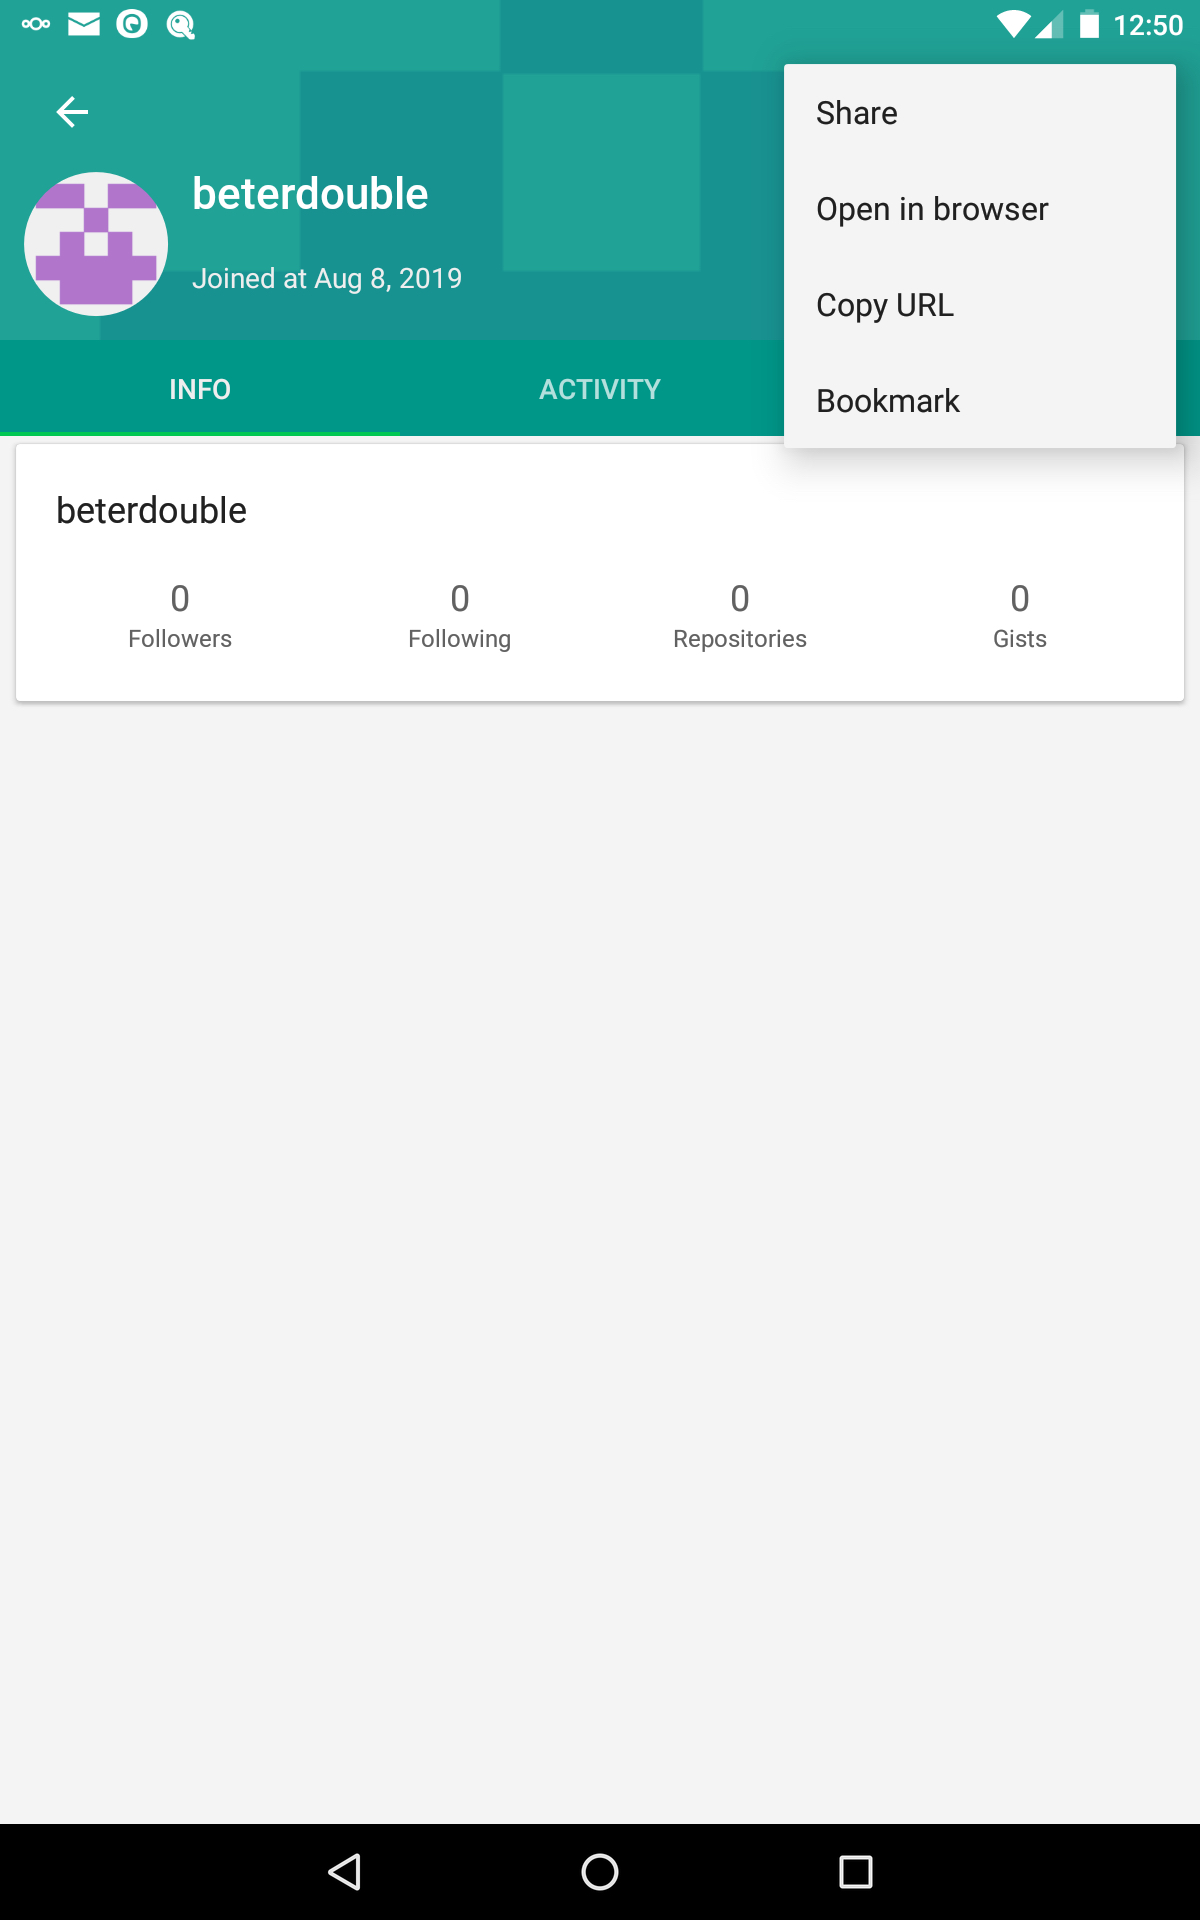 12:50
Share
Open in browser
Copy URL
Bookmark
beterdouble
Joined at Aug 8, 2019
INFO
ACTIVITY
beterdouble
0
Followers
0
Following
0
Repositories
0
Gists